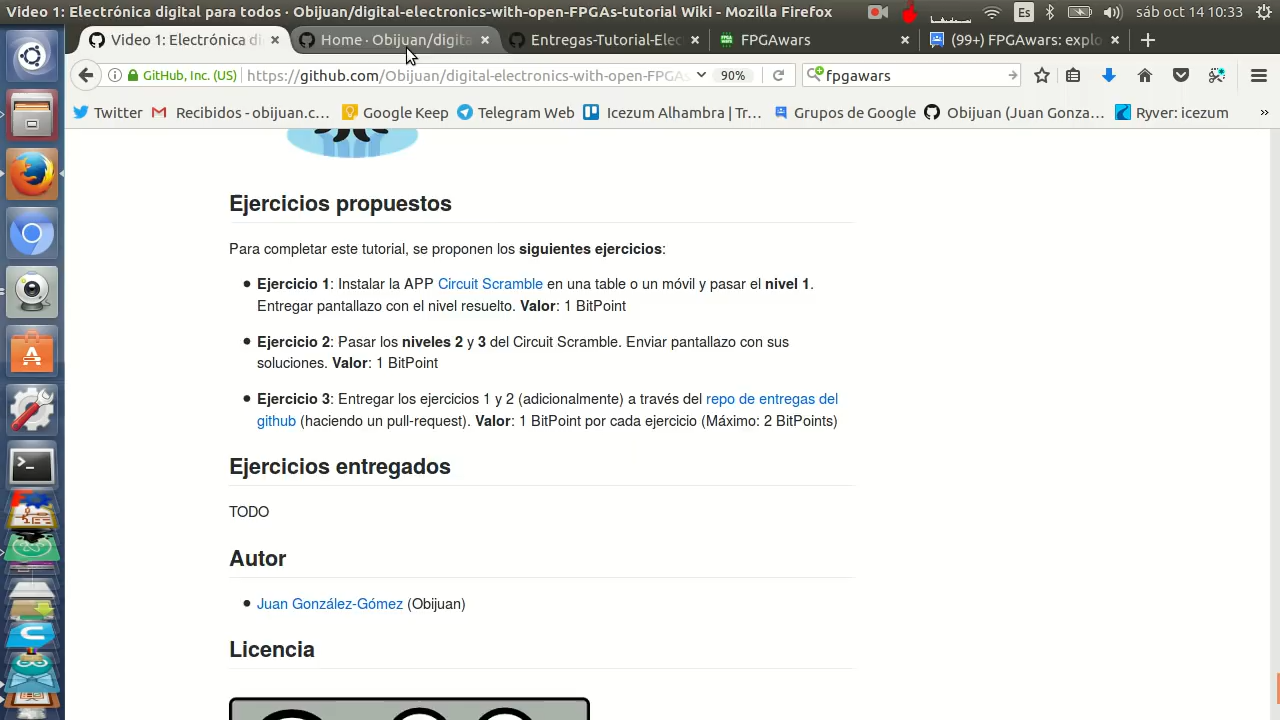 Video 1: Electrónica digital para todos · Obijuan/digital-electronics-with-open-FPGAs-tutorial Wiki - Mozilla Firefox
Es
sáb oct 14 10:33
Video 1: Electrónica di
Home · Obijuan/digita
Entregas-Tutorial-Elec
FPGAwars
(99+) FPGAwars: explo
GitHub, Inc. (US)
https://github.com/Obijuan/digital-electronics-with-open-FPGAs
90%
fpgawars
Twitter
Recibidos - obijuan.c...
Google Keep
Telegram Web
Icezum Alhambra | Tr...
Grupos de Google
Obijuan (Juan Gonza...
Ryver: icezum
»
Ejercicios propuestos
Para completar este tutorial, se proponen los siguientes ejercicios:
• Ejercicio 1: Instalar la APP Circuit Scramble en una table o un móvil y pasar el nivel 1.
Entregar pantallazo con el nivel resuelto. Valor: 1 BitPoint
• Ejercicio 2: Pasar los niveles 2 y 3 del Circuit Scramble. Enviar pantallazo con sus
soluciones. Valor: 1 BitPoint
• Ejercicio 3: Entregar los ejercicios 1 y 2 (adicionalmente) a través del repo de entregas del
github (haciendo un pull-request). Valor: 1 BitPoint por cada ejercicio (Máximo: 2 BitPoints)
Ejercicios entregados
TODO
Autor
• Juan González-Gómez (Obijuan)
Licencia